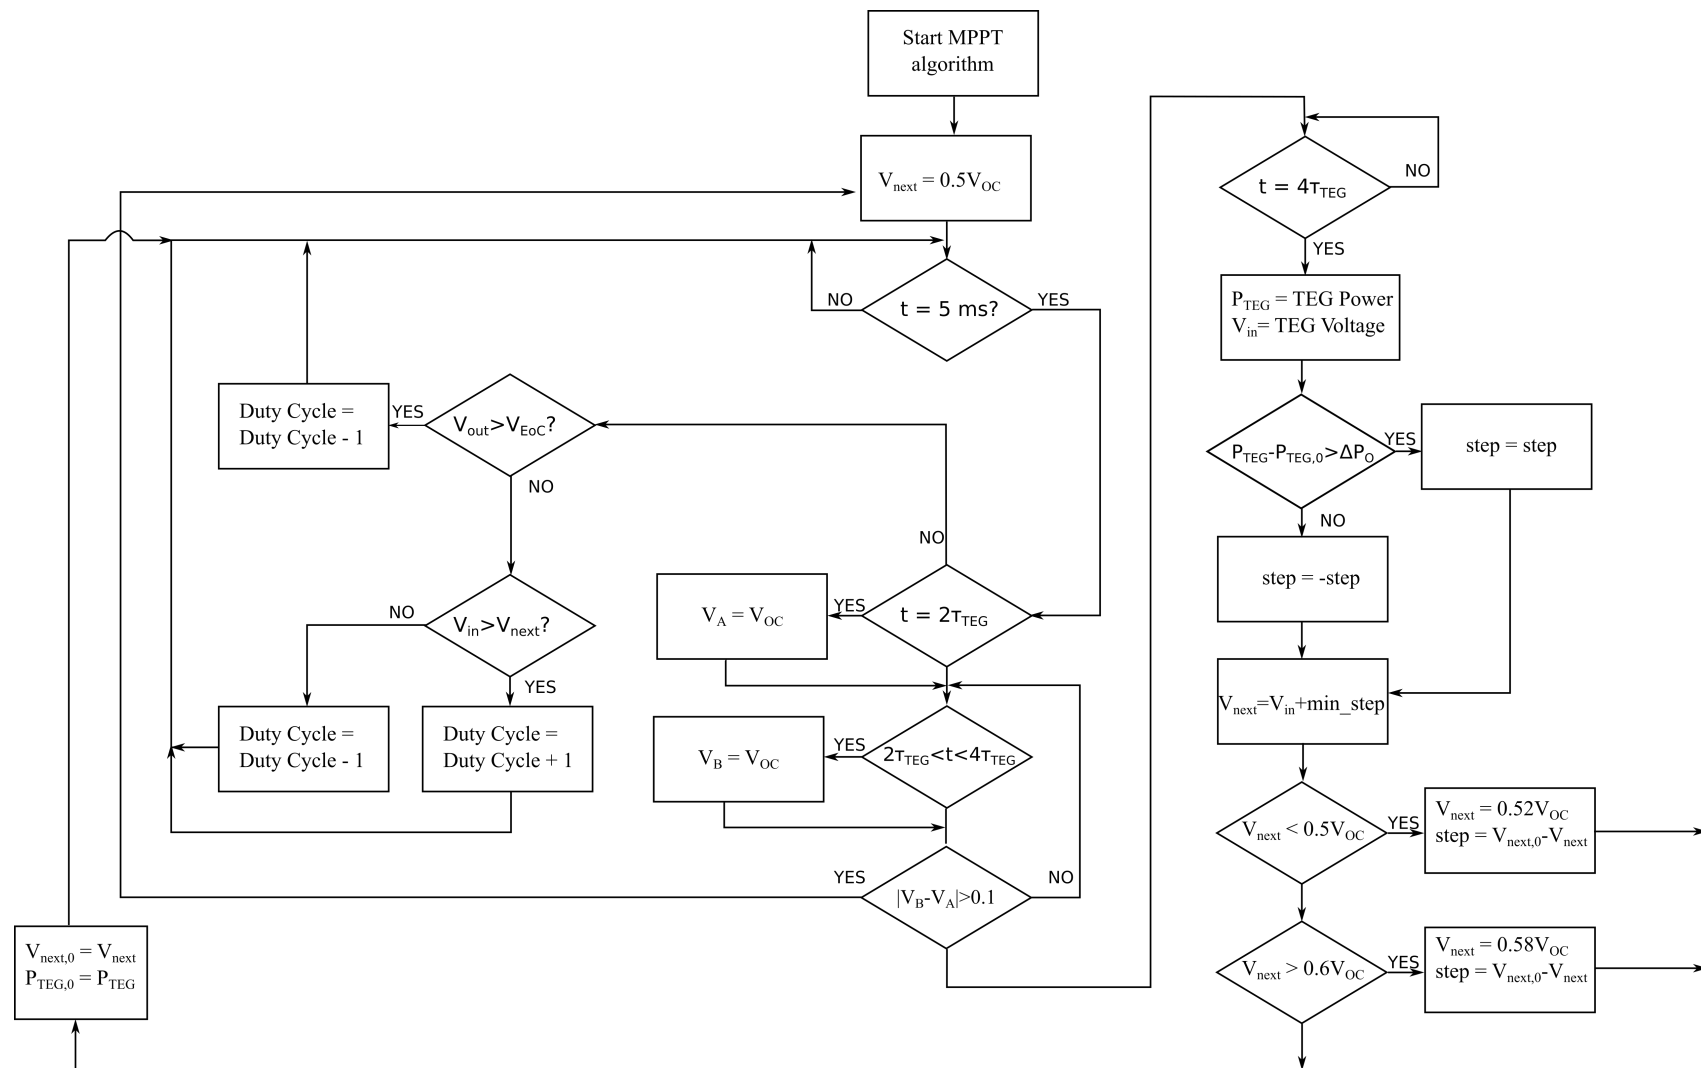 Start MPPT
algorithm
V_next = 0.5V_OC
t = 5 ms?
NO
YES
V_out>V_EoC?
YES
NO
Duty Cycle =
Duty Cycle - 1
V_in>V_next?
NO
YES
Duty Cycle =
Duty Cycle - 1
Duty Cycle =
Duty Cycle + 1
NO
t = 2τ_TEG
YES
V_A = V_OC
2τ_TEG<t<4τ_TEG
YES
V_B = V_OC
|V_B-V_A|>0.1
YES
NO
V_next,0 = V_next
P_TEG,0 = P_TEG
t = 4τ_TEG
NO
YES
P_TEG = TEG Power
V_in= TEG Voltage
P_TEG-P_TEG,0>ΔP_O
YES
step = step
NO
step = -step
V_next=V_in+min_step
V_next < 0.5V_OC
YES
V_next = 0.52V_OC
step = V_next,0-V_next
V_next > 0.6V_OC
YES
V_next = 0.58V_OC
step = V_next,0-V_next